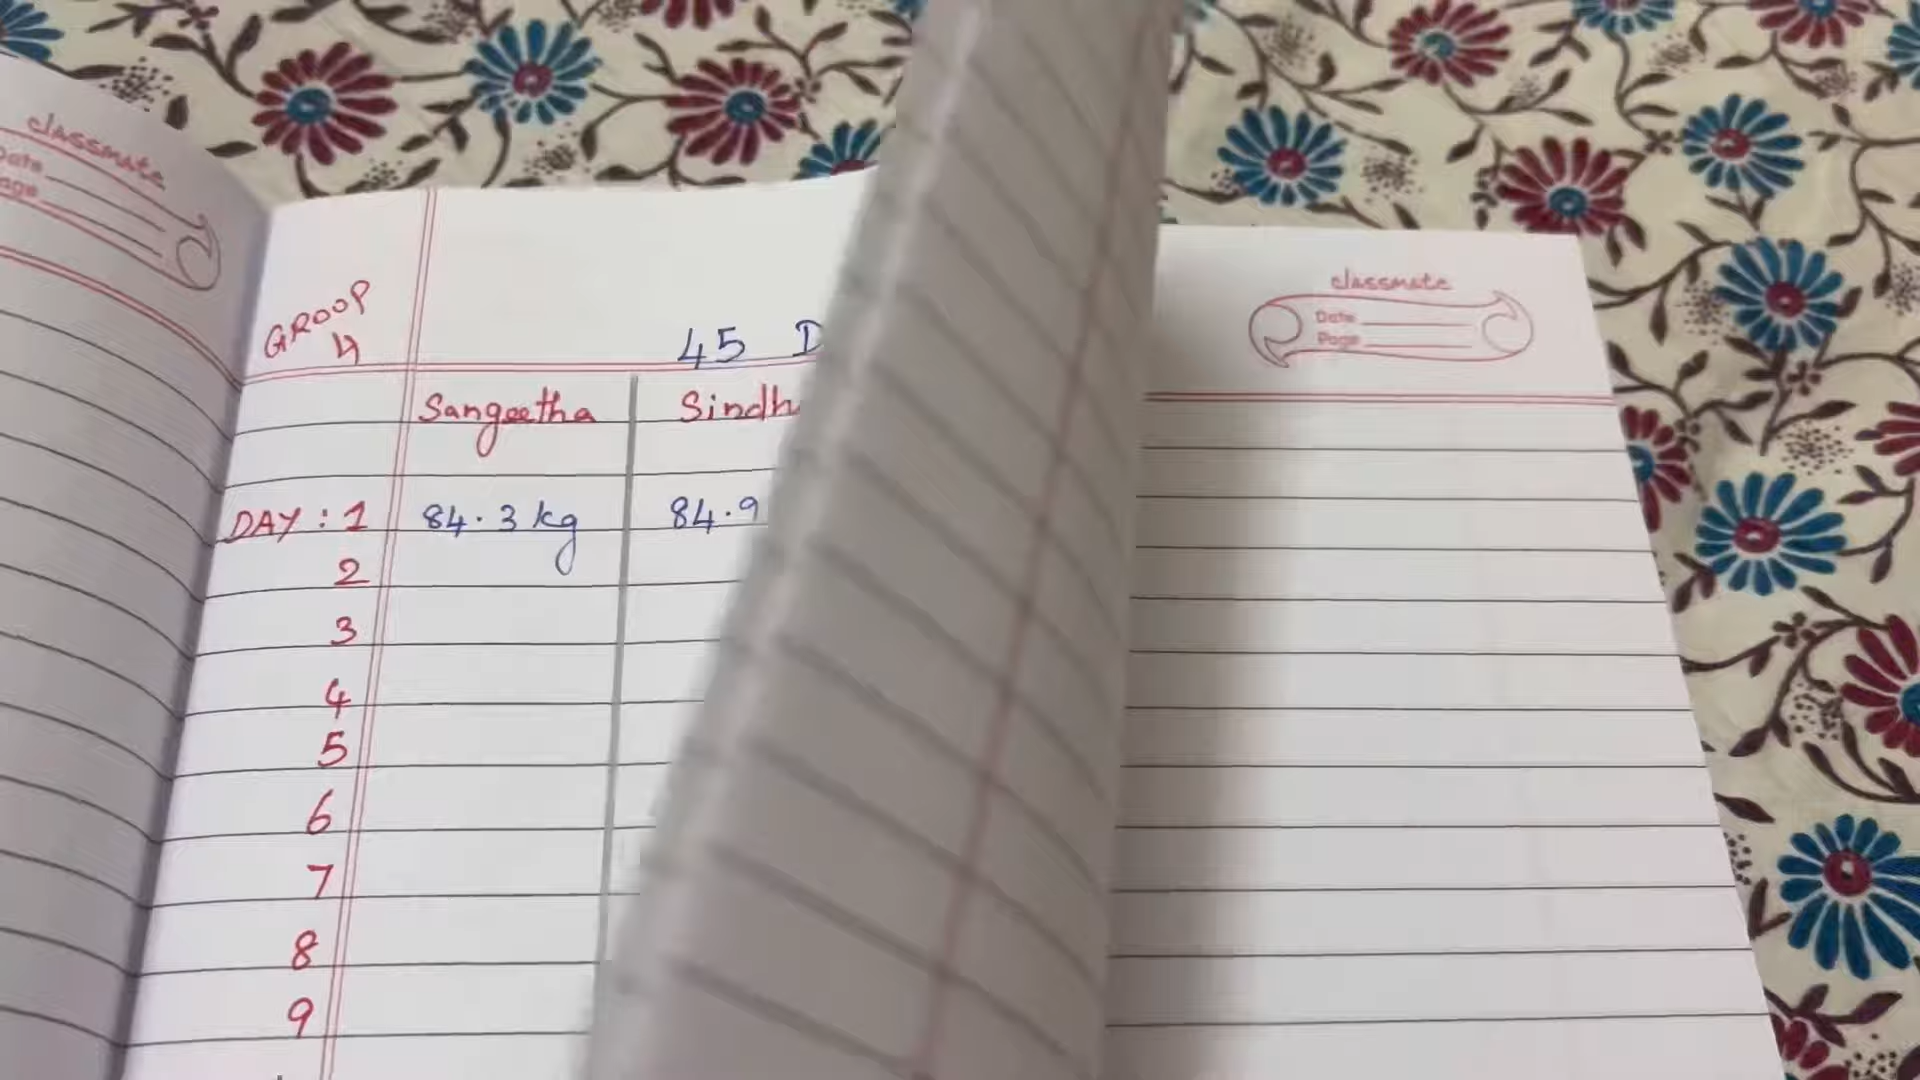 classmate
Date
Page
GROOP
4
45 D
Sangeetha Sindh
DAY : 1 84.3 kg 84.9
2
3
4
5
6
7
8
9
classmate
Date
Page